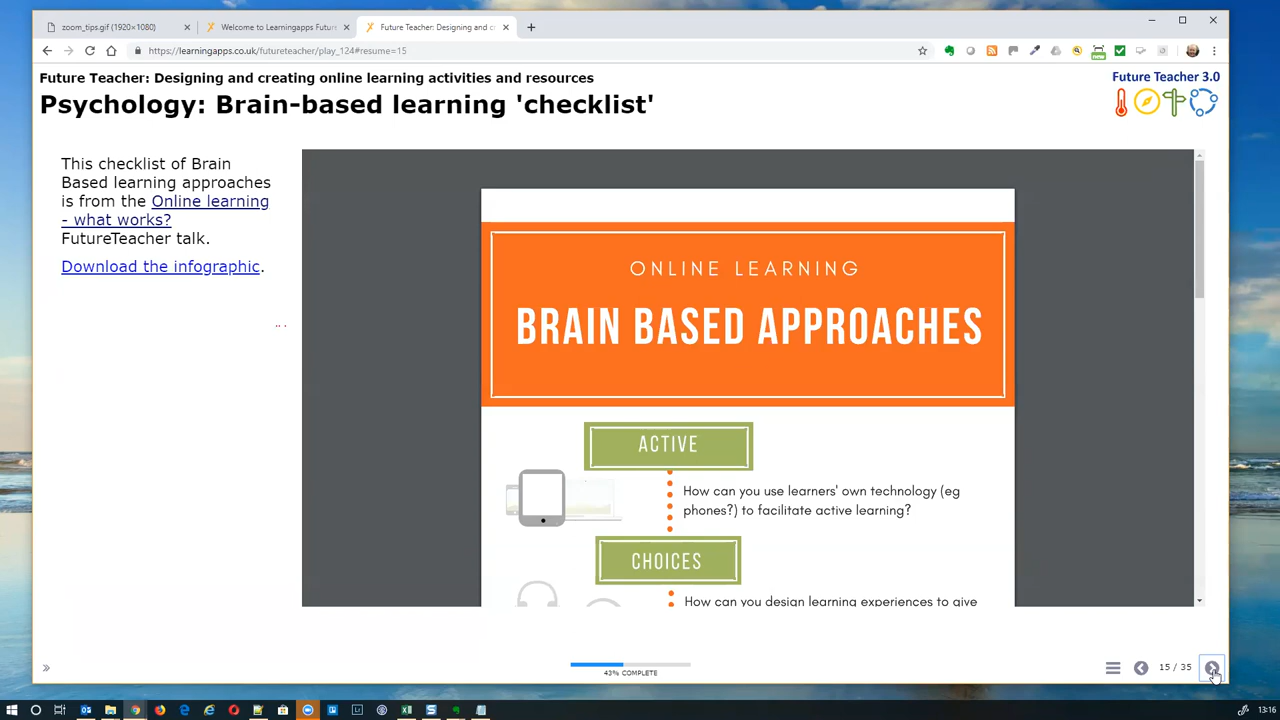 zoom_tips.gif (1920×1080)
Welcome to Learningapps Future
Future Teacher: Designing and cr
https://learningapps.co.uk/futureteacher/play_124#resume=15
new
Future Teacher: Designing and creating online learning activities and resources
Psychology: Brain-based learning 'checklist'
Future Teacher 3.0
This checklist of Brain
Based learning approaches
is from the Online learning
- what works?
FutureTeacher talk.
Download the infographic.
ONLINE LEARNING
BRAIN BASED APPROACHES
ACTIVE
How can you use learners' own technology (eg
phones?) to facilitate active learning?
CHOICES
How can you design learning experiences to give
43% COMPLETE
15 / 35
13:16